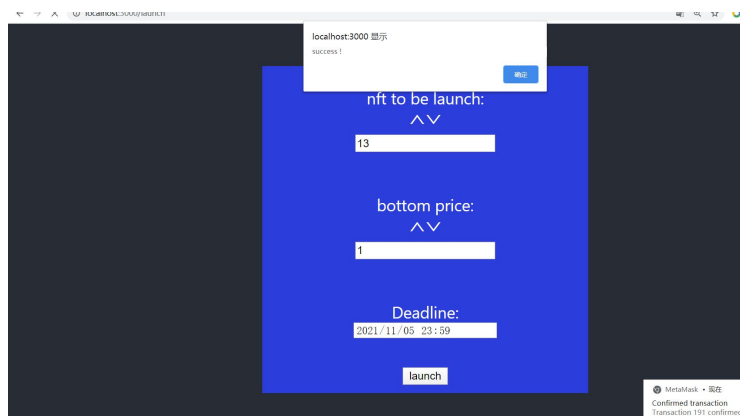 localhost:3000/launch
localhost:3000 显示
success !
确定
nft to be launch:
13
bottom price:
1
Deadline:
2021/11/05 23:59
launch
MetaMask • 现在
Confirmed transaction
Transaction 191 confirmed